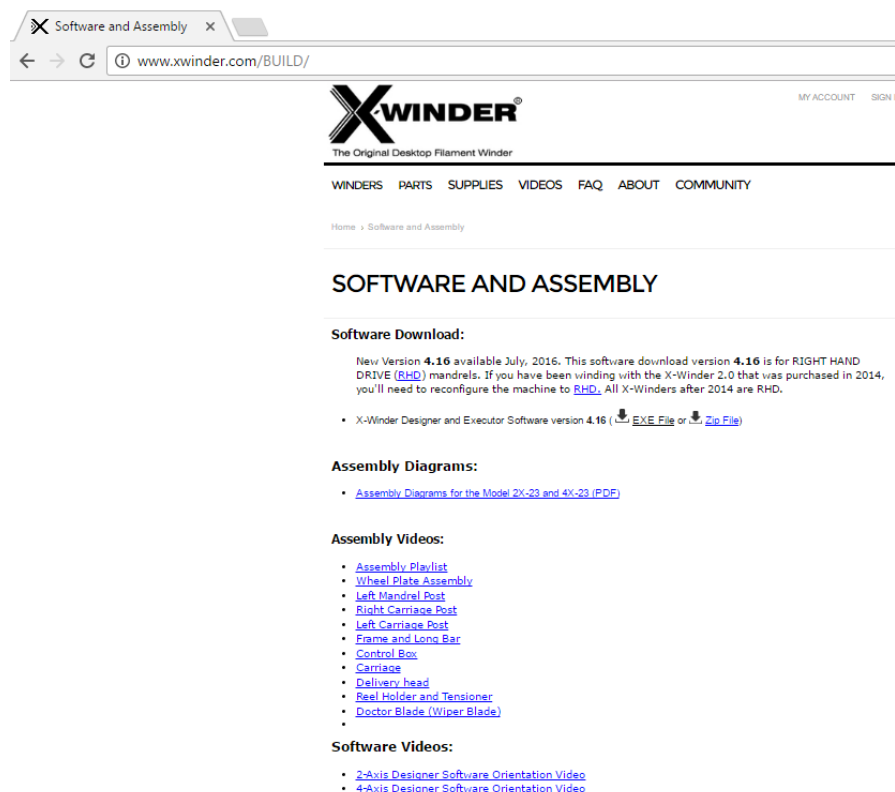 Software and Assembly
www.xwinder.com/BUILD/
X-WINDER®
The Original Desktop Filament Winder
MY ACCOUNT SIGN
WINDERS PARTS SUPPLIES VIDEOS FAQ ABOUT COMMUNITY
Home › Software and Assembly
SOFTWARE AND ASSEMBLY
Software Download:
New Version 4.16 available July, 2016. This software download version 4.16 is for RIGHT HAND
DRIVE (RHD) mandrels. If you have been winding with the X-Winder 2.0 that was purchased in 2014,
you'll need to reconfigure the machine to RHD. All X-Winders after 2014 are RHD.
• X-Winder Designer and Executor Software version 4.16 ( EXE File or Zip File)
Assembly Diagrams:
• Assembly Diagrams for the Model 2X-23 and 4X-23 (PDF)
Assembly Videos:
• Assembly Playlist
• Wheel Plate Assembly
• Left Mandrel Post
• Right Carriage Post
• Left Carriage Post
• Frame and Long Bar
• Control Box
• Carriage
• Delivery head
• Reel Holder and Tensioner
• Doctor Blade (Wiper Blade)
•
Software Videos:
• 2-Axis Designer Software Orientation Video
• 4-Axis Designer Software Orientation Video